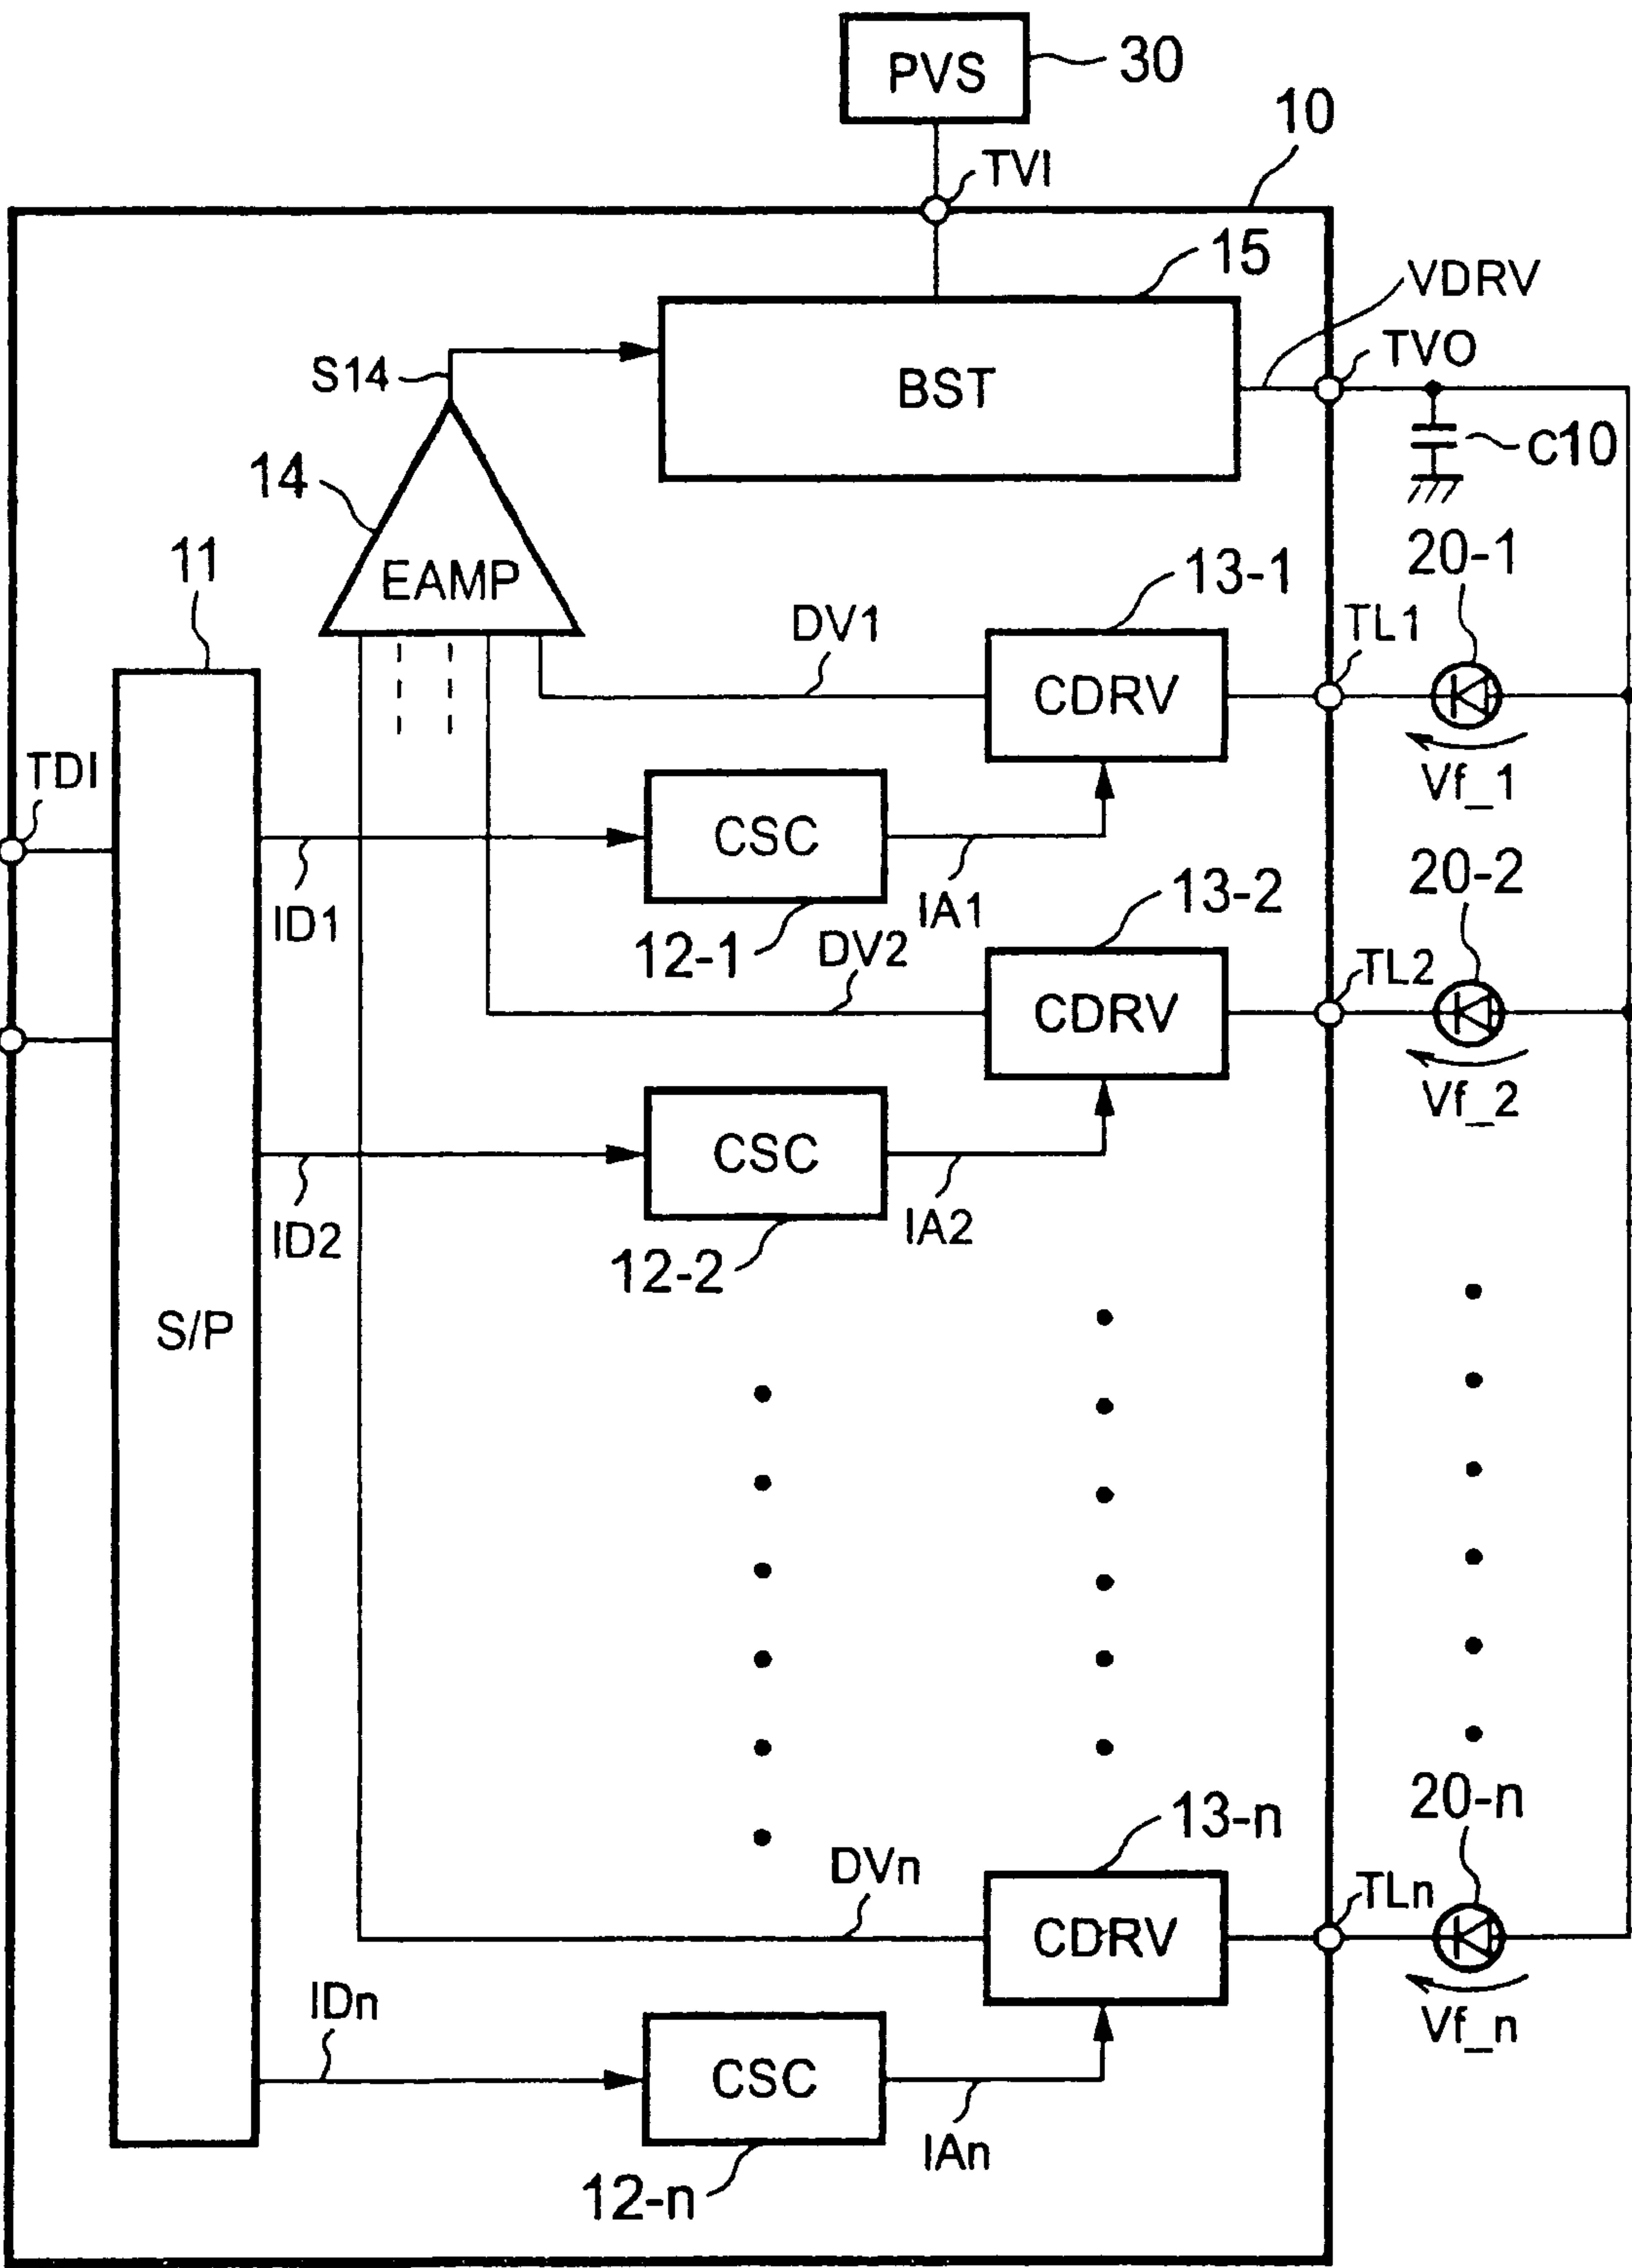 PVS
30
10
TVI
15
VDRV
TVO
S14
BST
C10
14
EAMP
11
20-1
13-1
DV1
TL1
CDRV
TDI
Vf_1
CSC
ID1
IA1
12-1
20-2
13-2
DV2
TL2
CDRV
Vf_2
CSC
ID2
IA2
12-2
S/P
20-n
13-n
DVn
TLn
CDRV
IDn
Vf_n
CSC
IAn
12-n